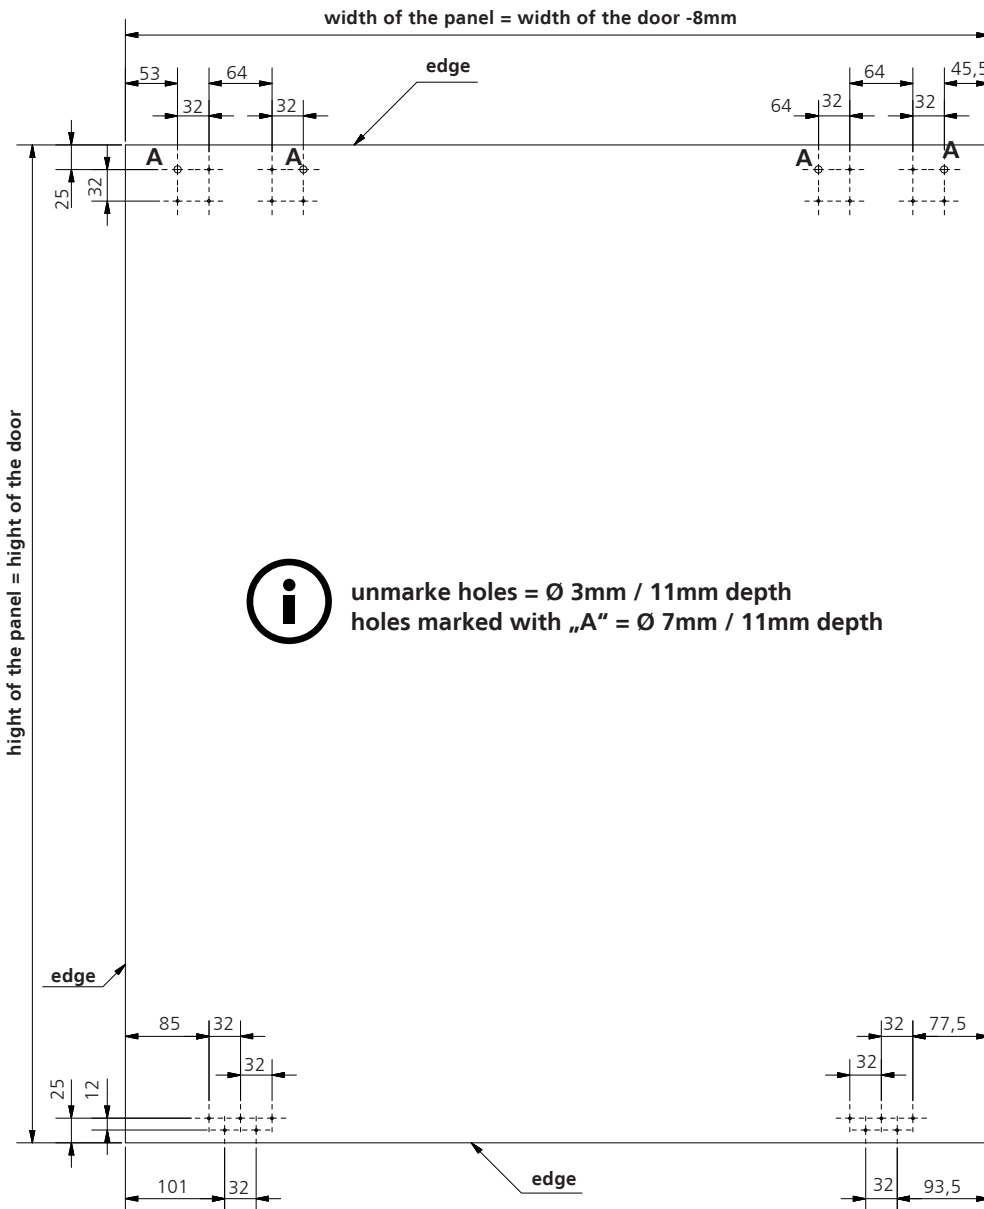 width of the panel = width of the door -8mm
53
64
edge
64
45,5
32
32
64
32
32
A
A
A
A
25
32
hight of the panel = hight of the door
unmarke holes = Ø 3mm / 11mm depth
holes marked with „A“ = Ø 7mm / 11mm depth
edge
85
32
32
77,5
32
32
25
12
edge
101
32
32
93,5